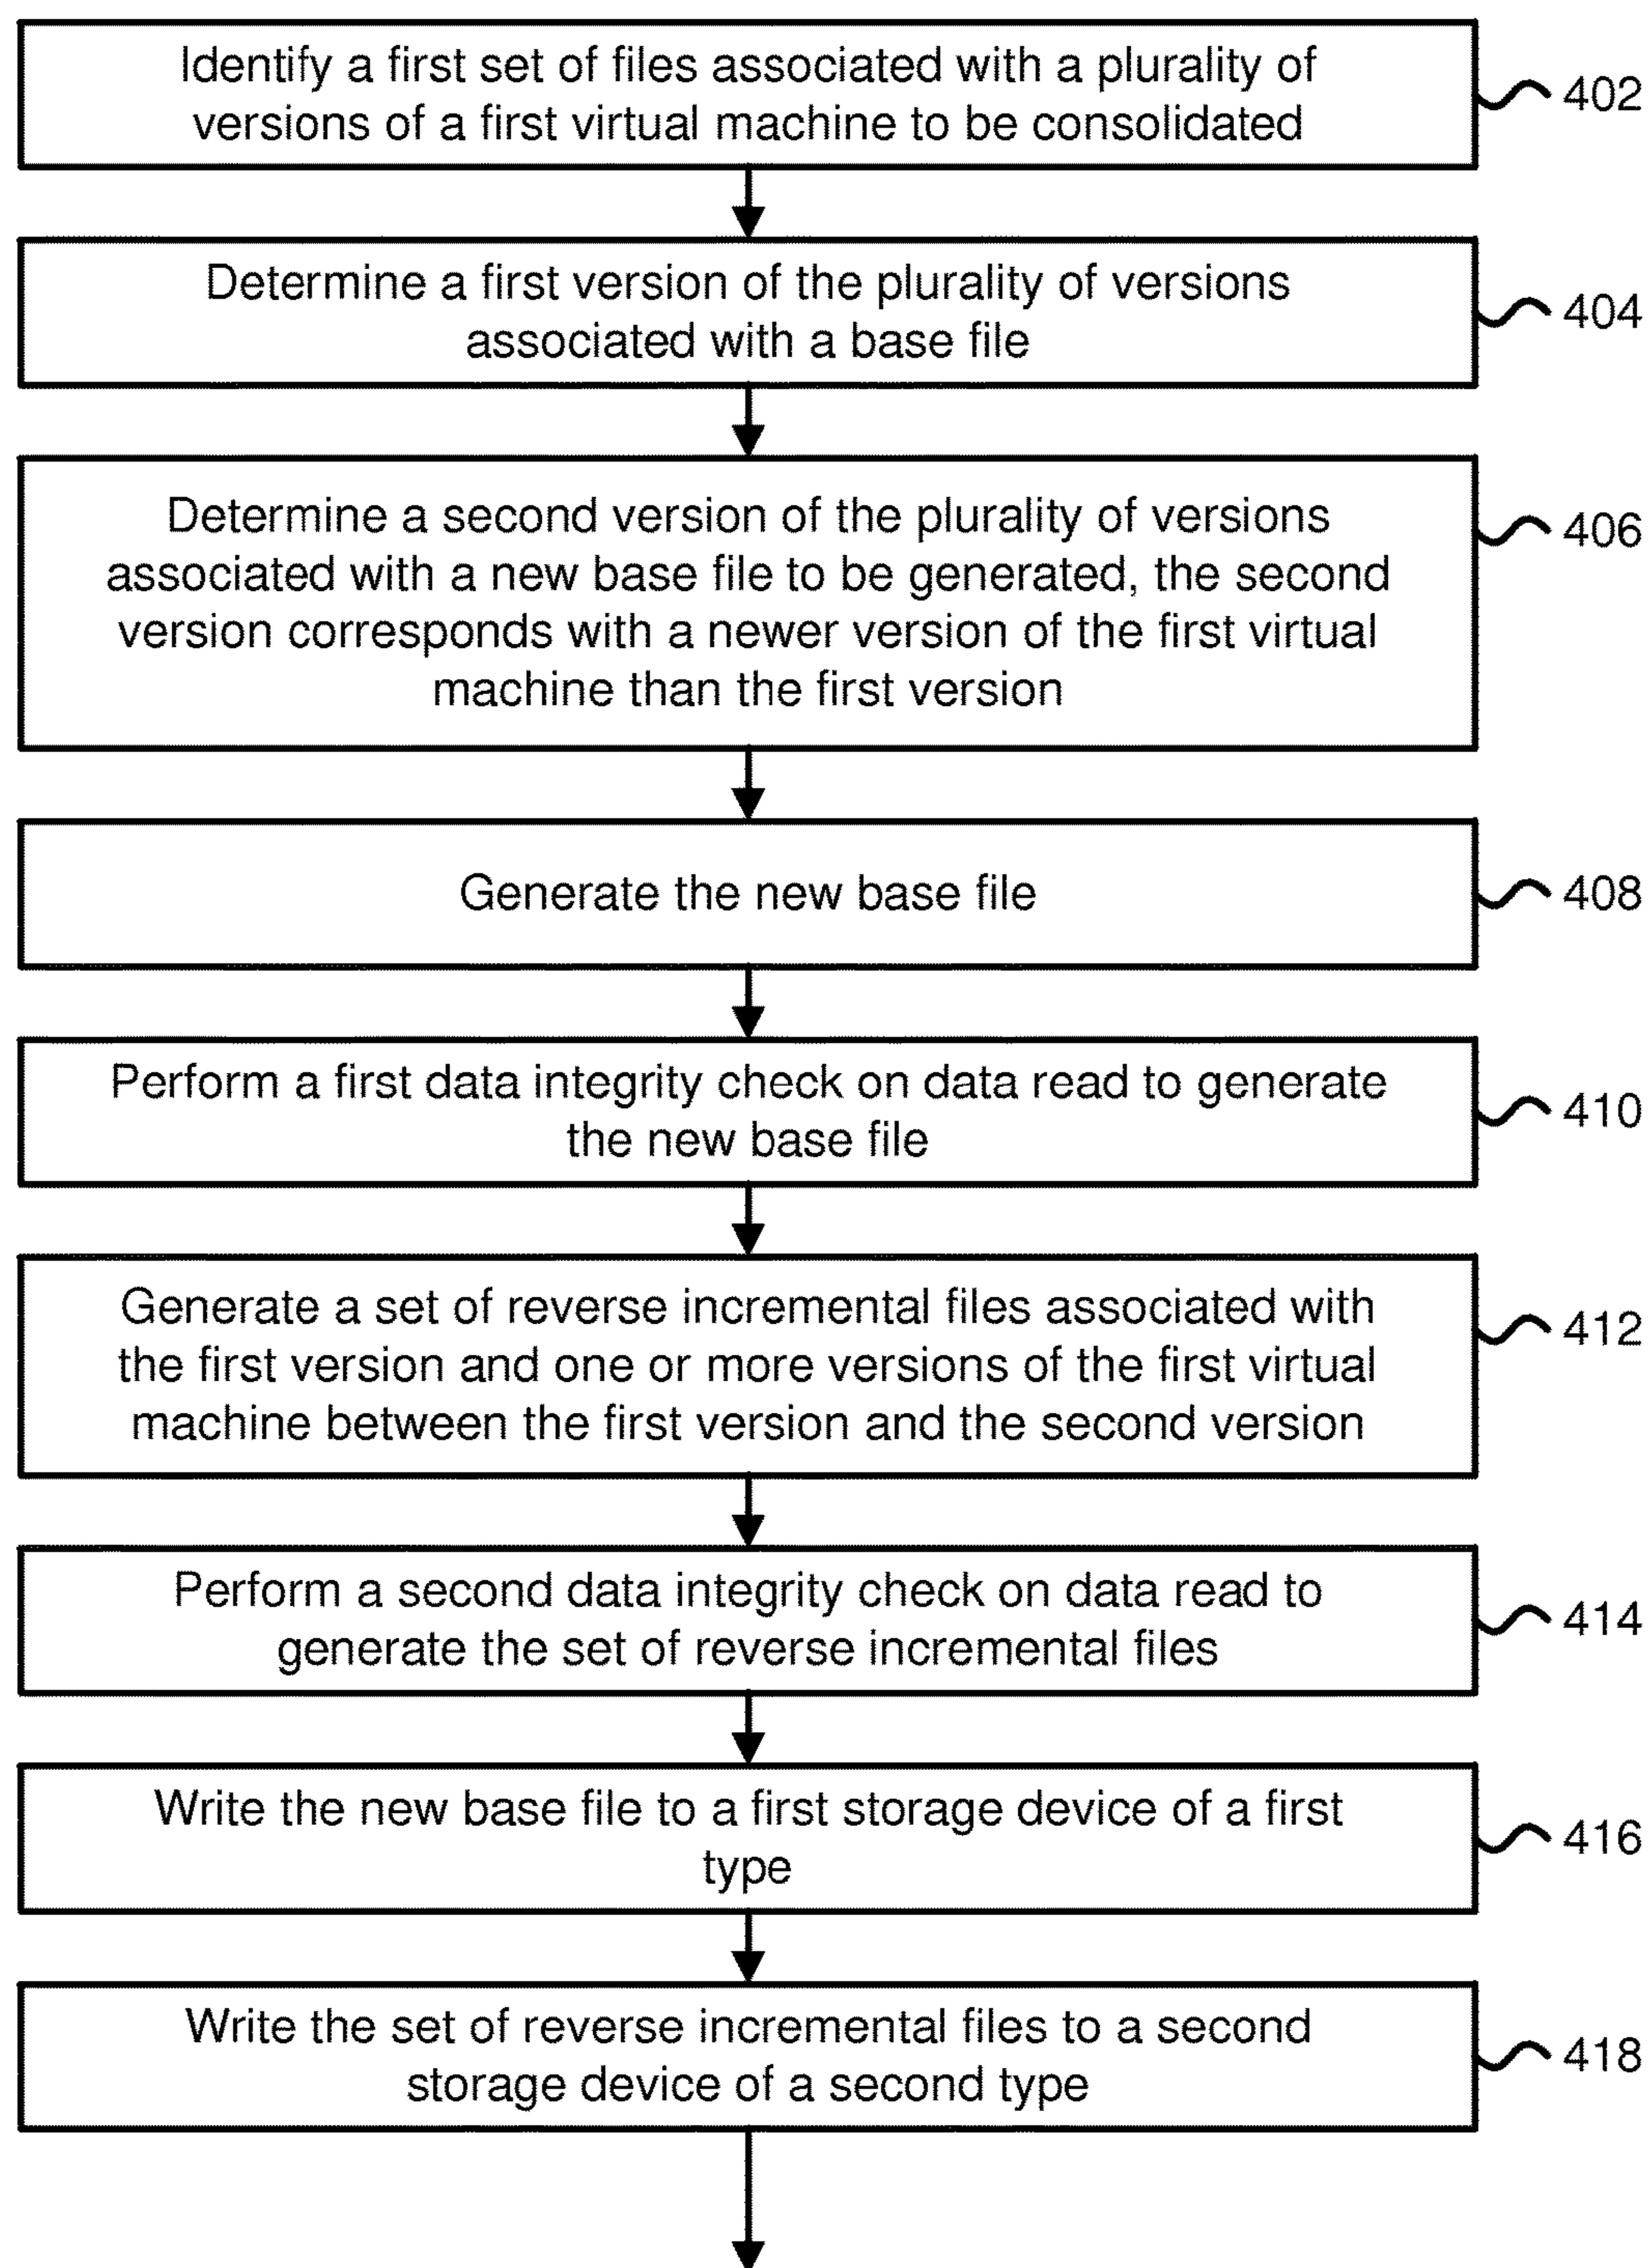 Identify a first set of files associated with a plurality of
versions of a first virtual machine to be consolidated
402
Determine a first version of the plurality of versions
associated with a base file
404
Determine a second version of the plurality of versions
associated with a new base file to be generated, the second
version corresponds with a newer version of the first virtual
machine than the first version
406
Generate the new base file
408
Perform a first data integrity check on data read to generate
the new base file
410
Generate a set of reverse incremental files associated with
the first version and one or more versions of the first virtual
machine between the first version and the second version
412
Perform a second data integrity check on data read to
generate the set of reverse incremental files
414
Write the new base file to a first storage device of a first
type
416
Write the set of reverse incremental files to a second
storage device of a second type
418